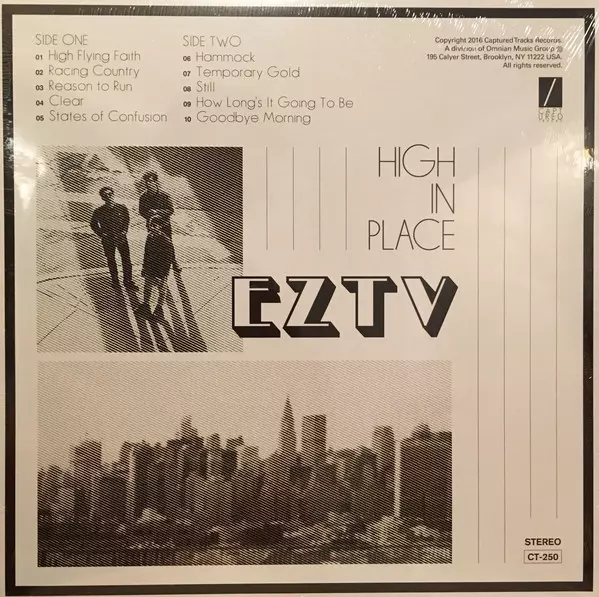 SIDE ONE
01 High Flying Faith
02 Racing Country
03 Reason to Run
04 Clear
05 States of Confusion
SIDE TWO
06 Hammock
07 Temporary Gold
08 Still
09 How Long's It Going To Be
10 Goodbye Morning
Copyright 2016 Captured Tracks Records.
A division of Omnian Music Group ®
195 Calyer Street, Brooklyn, NY 11222 USA.
All rights reserved.
HIGH
IN
PLACE
EZTV
STEREO
CT-250